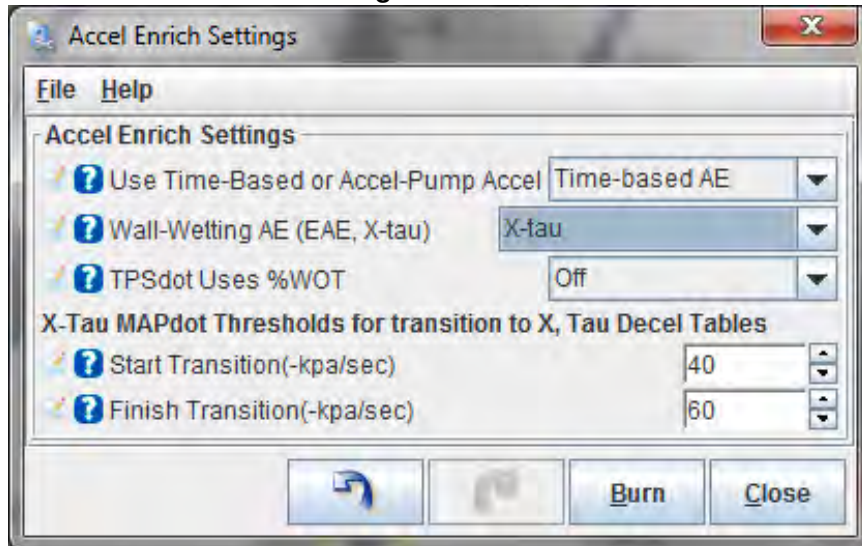 Accel Enrich Settings
File Help
Accel Enrich Settings
? Use Time-Based or Accel-Pump Accel Time-based AE
? Wall-Wetting AE (EAE, X-tau) X-tau
? TPSdot Uses %WOT Off
X-Tau MAPdot Thresholds for transition to X, Tau Decel Tables
? Start Transition(-kpa/sec) 40
? Finish Transition(-kpa/sec) 60
Burn Close